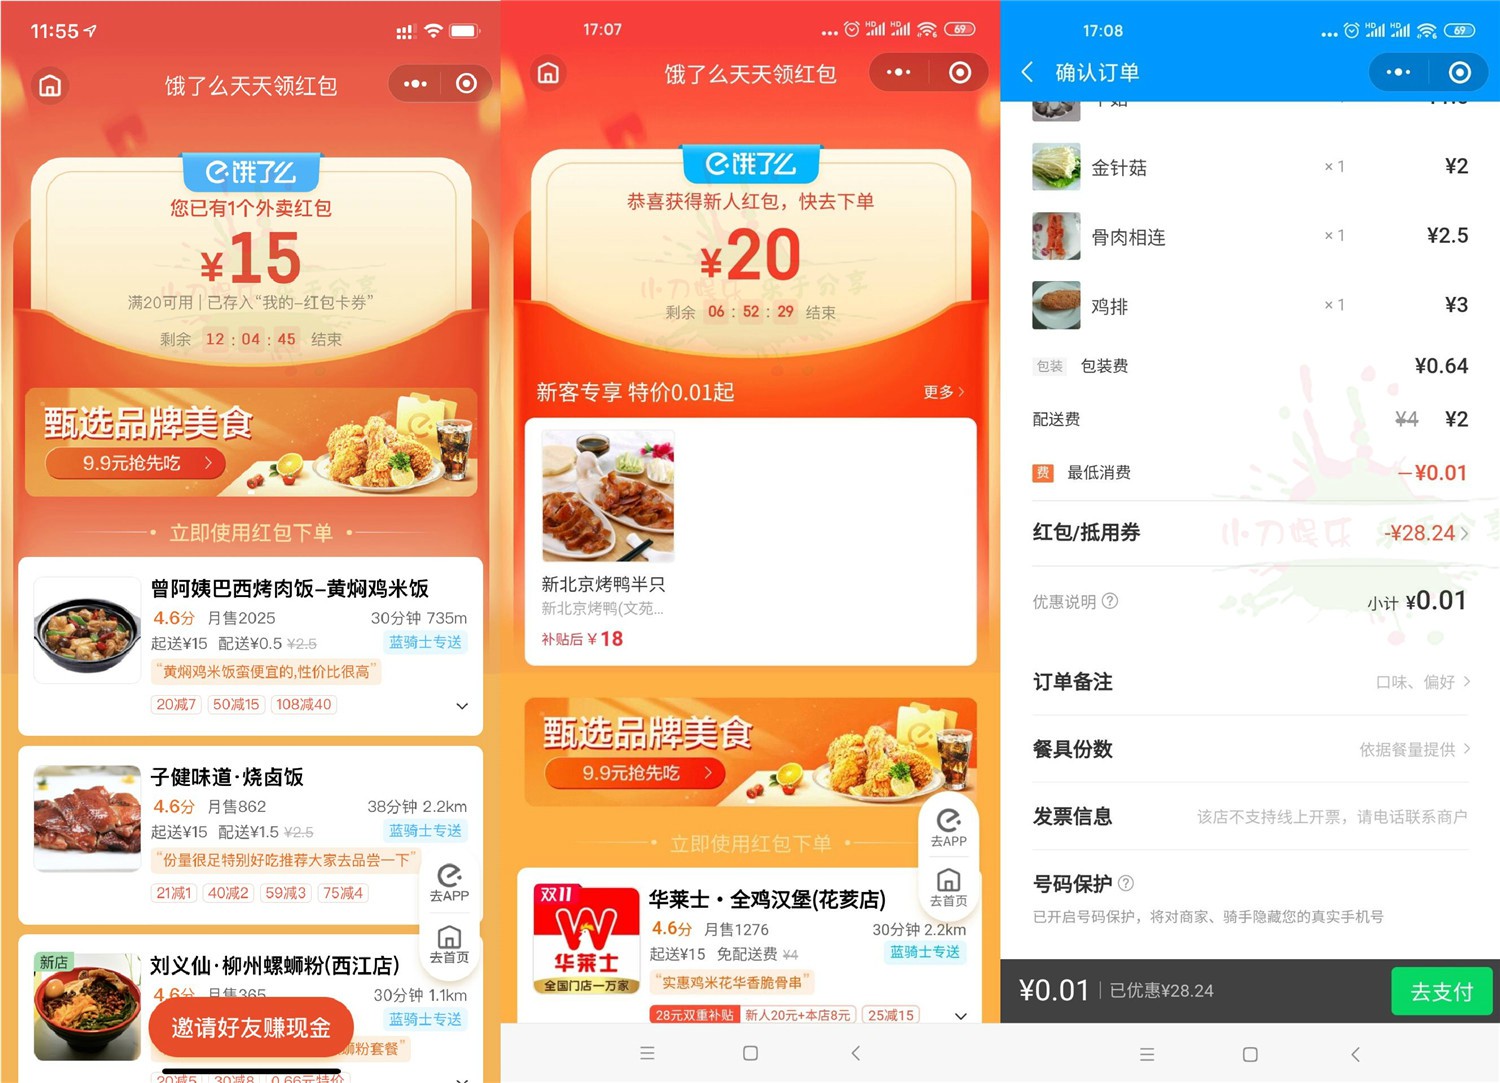 11:55
饿了么天天领红包
饿了么
您已有1个外卖红包
¥15
满20可用 | 已存入“我的-红包卡券”
剩余 12 : 04 : 45 结束
甄选品牌美食
9.9元抢先吃
立即使用红包下单
曾阿姨巴西烤肉饭-黄焖鸡米饭
4.6分 月售2025 30分钟 735m
起送¥15 配送¥0.5 ¥2.5 蓝骑士专送
“黄焖鸡米饭蛮便宜的,性价比很高”
20减7 50减15 108减40
子健味道·烧卤饭
4.6分 月售862 38分钟 2.2km
起送¥15 配送¥1.5 ¥2.5 蓝骑士专送
“份量很足特别好吃推荐大家去品尝一下”
21减1 40减2 59减3 75减4
去APP
去首页
新店
刘义仙·柳州螺蛳粉(西江店)
4.6分 月售365 30分钟 1.1km
蓝骑士专送
邀请好友赚现金
蛳粉套餐”
20减5 30减8 0.66元特价
17:07
HD HD 6 69
饿了么天天领红包
饿了么
恭喜获得新人红包，快去下单
¥20
小刀娱乐 乐于分享
剩余 06 : 52 : 29 结束
新客专享 特价0.01起
更多
新北京烤鸭半只
新北京烤鸭(文苑...
补贴后 ¥ 18
甄选品牌美食
9.9元抢先吃
立即使用红包下单
去APP
去首页
双11
华莱士
全国门店一万家
华莱士·全鸡汉堡(花菱店)
4.6分 月售1276 30分钟 2.2km
起送¥15 免配送费 ¥4 蓝骑士专送
“实惠鸡米花华香脆骨串”
28元双重补贴 新人20元+本店8元 25减15
17:08
HD HD 6 69
确认订单
金针菇 ×1 ¥2
骨肉相连 ×1 ¥2.5
鸡排 ×1 ¥3
包装 包装费 ¥0.64
配送费 ¥4 ¥2
费 最低消费 -¥0.01
红包/抵用券 -¥28.24
小刀娱乐 乐于分享
优惠说明 ? 小计 ¥0.01
订单备注 口味、偏好
餐具份数 依据餐量提供
发票信息 该店不支持线上开票，请电话联系商户
号码保护 ?
已开启号码保护，将对商家、骑手隐藏您的真实手机号
¥0.01 | 已优惠¥28.24 去支付